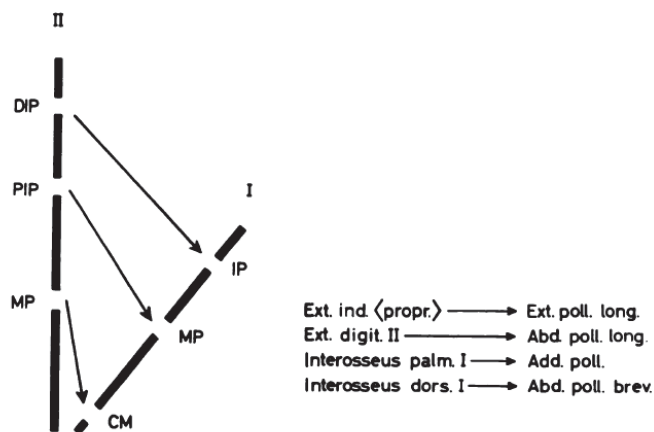 II
DIP
PIP
I
IP
MP
MP
CM
Ext. ind. ⟨propr.⟩ → Ext. poll. long.
Ext. digit. II → Abd. poll. long.
Interosseus palm. I → Add. poll.
Interosseus dors. I → Abd. poll. brev.